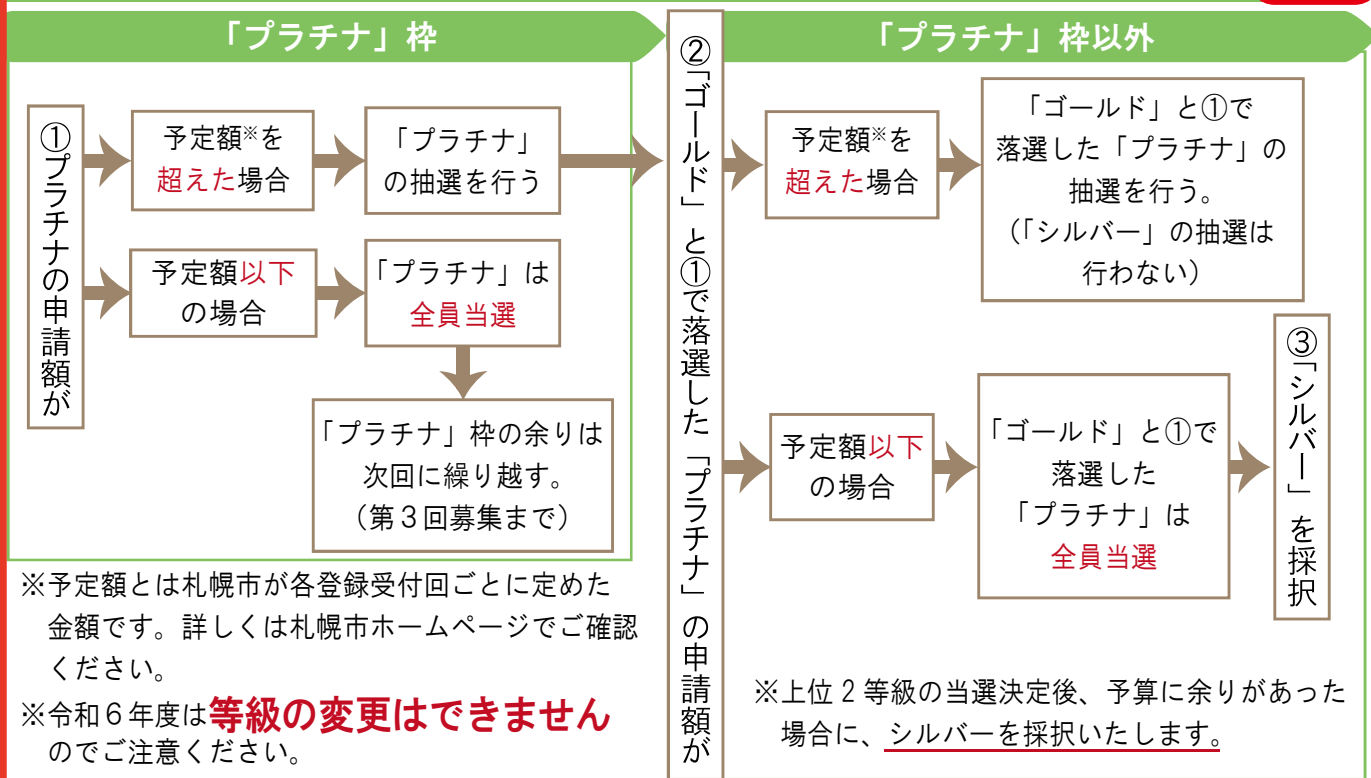 「プラチナ」枠
①プラチナの申請額が
予定額※を
超えた場合
「プラチナ」
の抽選を行う
予定額以下
の場合
「プラチナ」は
全員当選
「プラチナ」枠の余りは
次回に繰り越す。
（第３回募集まで）
※予定額とは札幌市が各登録受付回ごとに定めた
金額です。詳しくは札幌市ホームページでご確認
ください。
※令和６年度は等級の変更はできません
のでご注意ください。
②「ゴールド」と①で落選した「プラチナ」の申請額が
「プラチナ」枠以外
予定額※を
超えた場合
「ゴールド」と①で
落選した「プラチナ」の
抽選を行う。
（「シルバー」の抽選は
行わない）
予定額以下
の場合
「ゴールド」と①で
落選した
「プラチナ」は
全員当選
③「シルバー」を採択
※上位２等級の当選決定後、予算に余りがあった
場合に、シルバーを採択いたします。